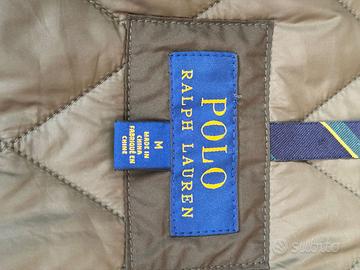 POLO
RALPH LAUREN
M
MADE IN
CHINA
FABRIQUÉ EN
CHINE
subito